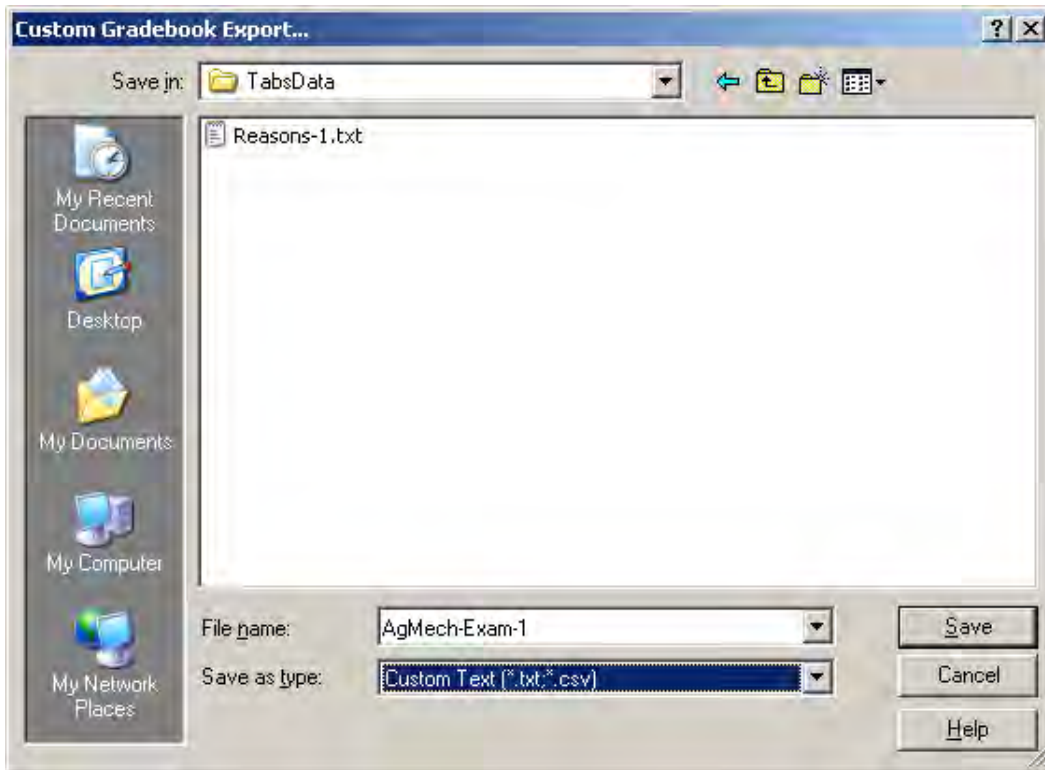 Custom Gradebook Export...
Save in: TabsData
Reasons-1.txt
My Recent
Documents
Desktop
My Documents
My Computer
My Network
Places
File name: AgMech-Exam-1 Save
Save as type: Custom Text (*.txt;*.csv) Cancel
Help